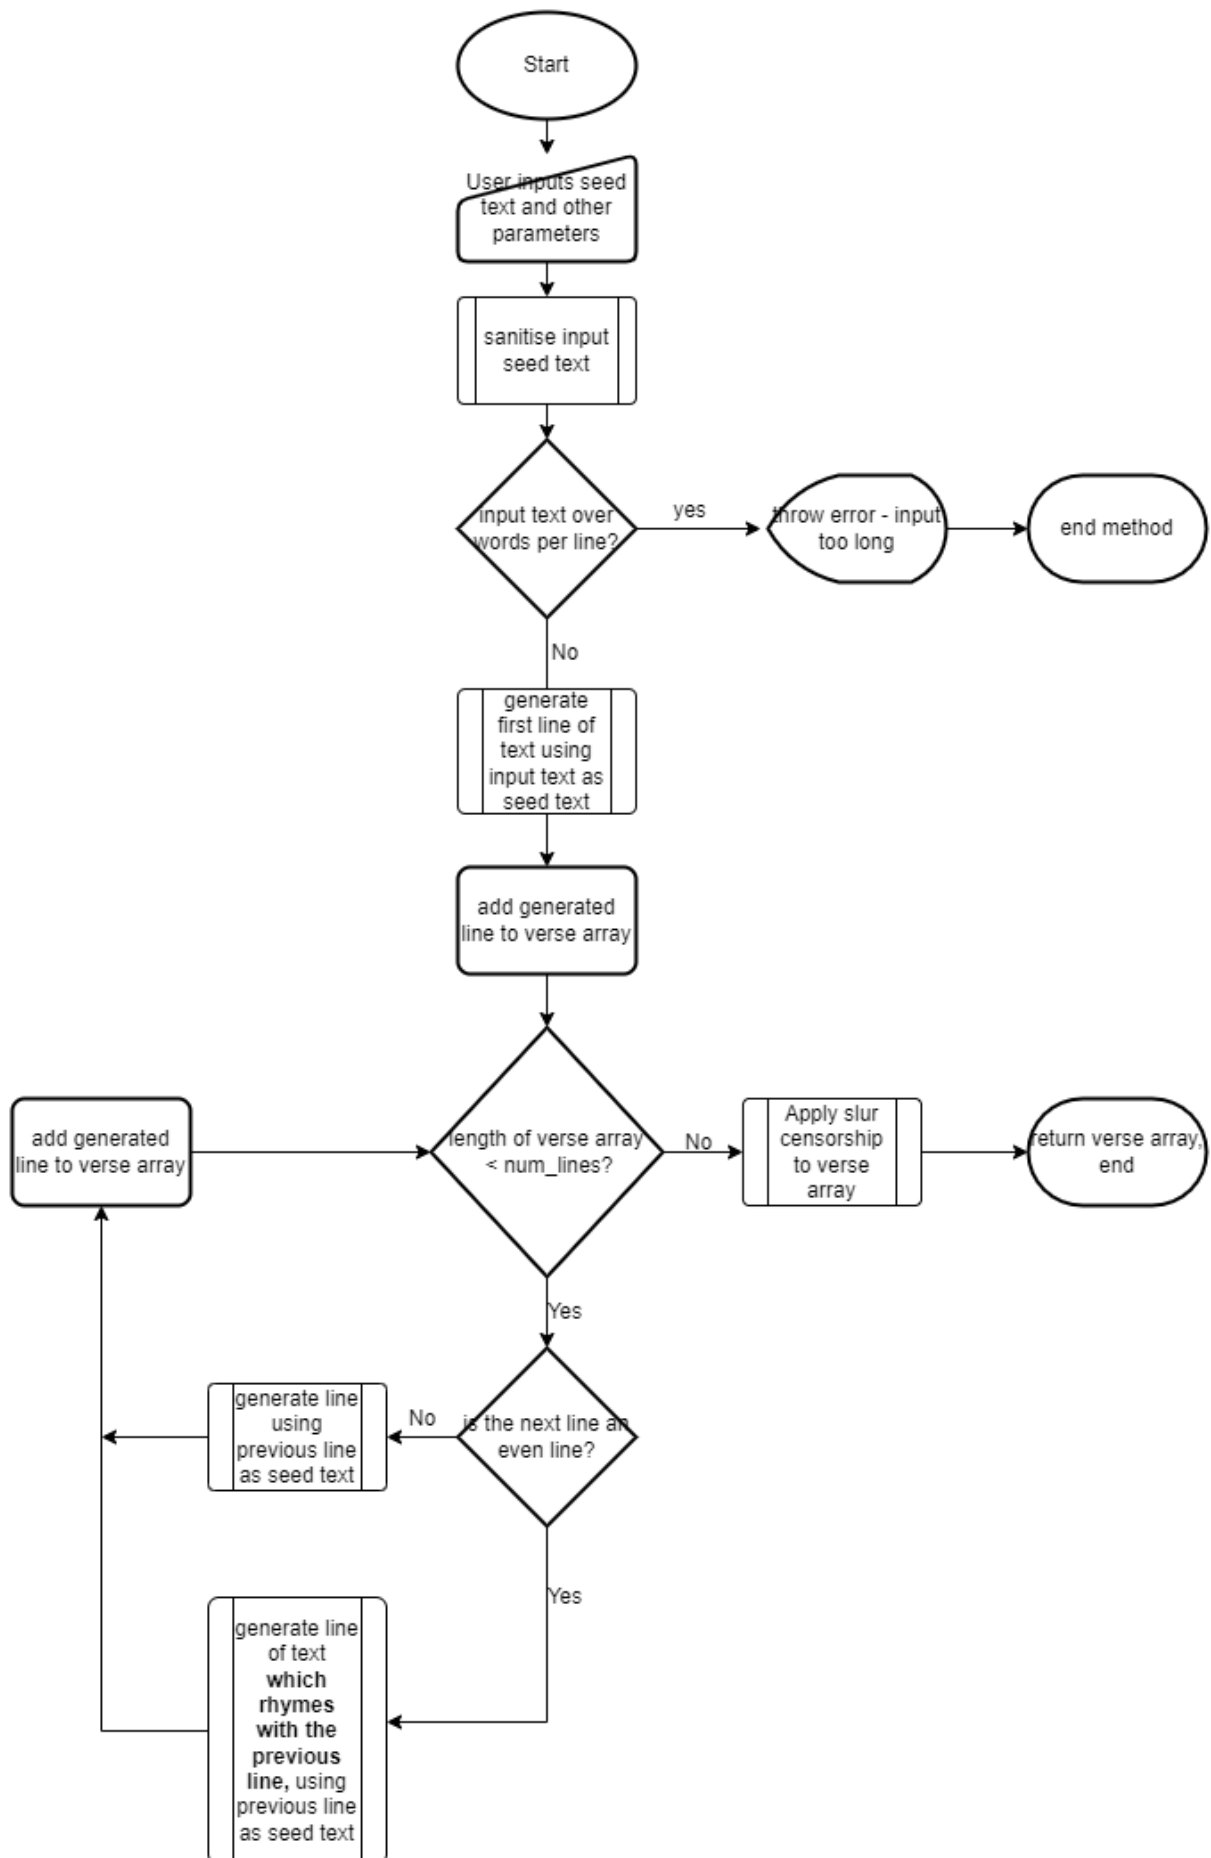 Start
User inputs seed
text and other
parameters
sanitise input
seed text
input text over
words per line?
yes
throw error - input
too long
end method
No
generate
first line of
text using
input text as
seed text
add generated
line to verse array
add generated
line to verse array
length of verse array
< num_lines?
No
Apply slur
censorship
to verse
array
return verse array,
end
Yes
is the next line an
even line?
No
generate line
using
previous line
as seed text
Yes
generate line
of text
which
rhymes
with the
previous
line, using
previous line
as seed text